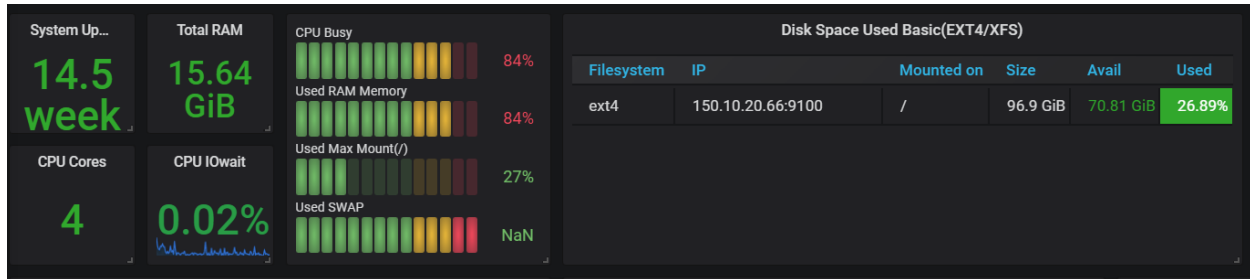 System Up...
14.5
week
Total RAM
15.64
GiB
CPU Cores
4
CPU IOwait
0.02%
CPU Busy
84%
Used RAM Memory
84%
Used Max Mount(/)
27%
Used SWAP
NaN
Disk Space Used Basic(EXT4/XFS)
Filesystem IP Mounted on Size Avail Used
ext4 150.10.20.66:9100 / 96.9 GiB 70.81 GiB 26.89%